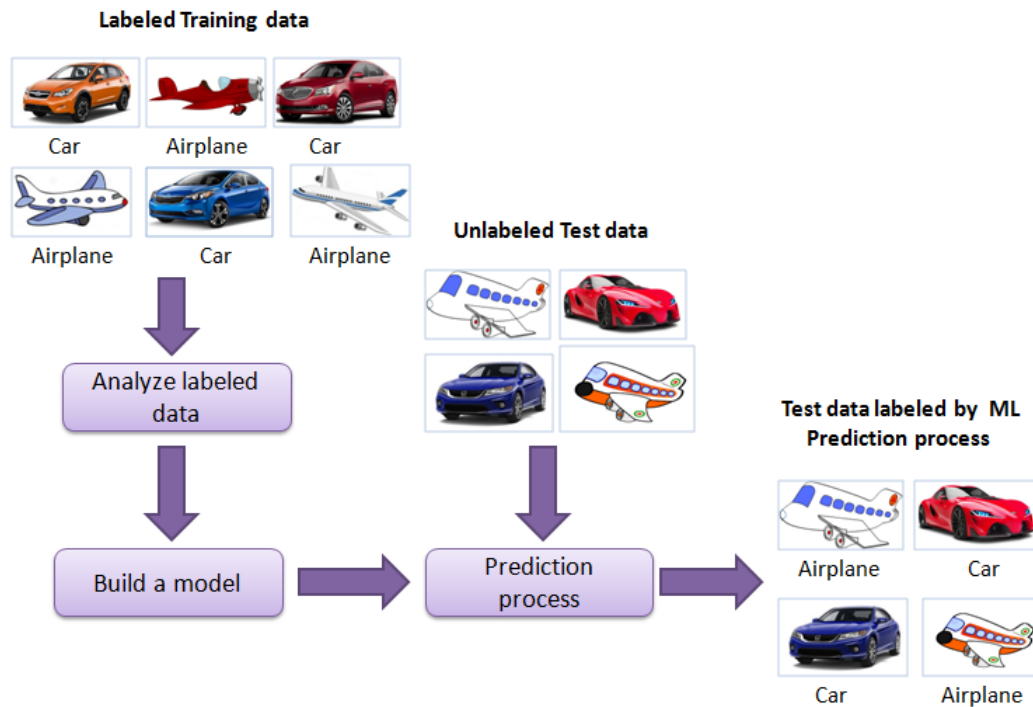 Labeled Training data
Car
Airplane
Car
Airplane
Car
Airplane
Analyze labeled
data
Build a model
Unlabeled Test data
Prediction
process
Test data labeled by ML
Prediction process
Airplane
Car
Car
Airplane